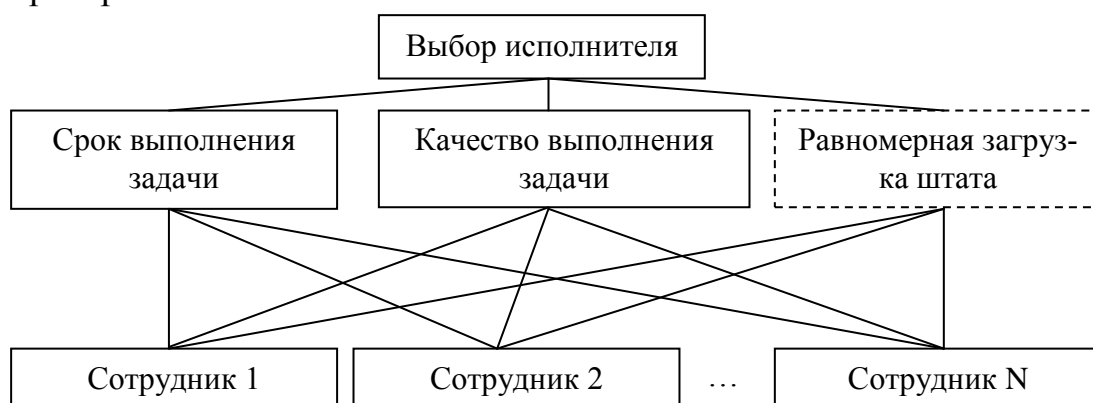 Выбор исполнителя
Срок выполнения
задачи
Качество выполнения
задачи
Равномерная загруз-
ка штата
Сотрудник 1
Сотрудник 2
…
Сотрудник N